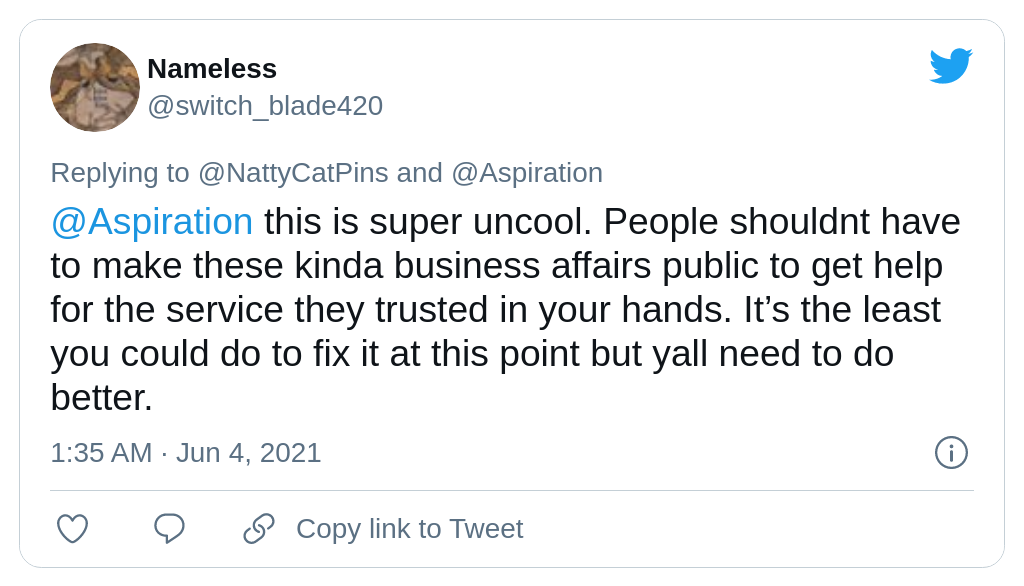 Nameless
@switch_blade420
Replying to @NattyCatPins and @Aspiration
@Aspiration this is super uncool. People shouldnt have
to make these kinda business affairs public to get help
for the service they trusted in your hands. It’s the least
you could do to fix it at this point but yall need to do
better.
1:35 AM · Jun 4, 2021
Copy link to Tweet